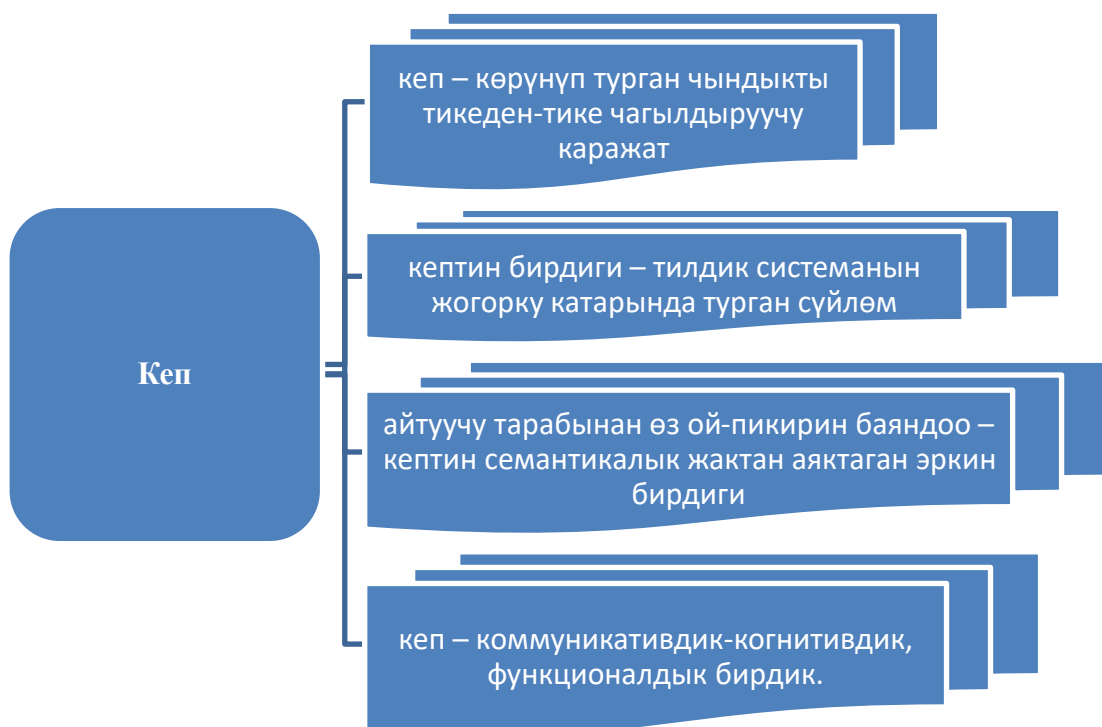 Кеп
кеп – көрүнүп турган чындыкты
тикеден-тике чагылдыруучу
каражат
кептин бирдиги – тилдик системанын
жогорку катарында турган сүйлөм
айтуучу тарабынан өз ой-пикирин баяндоо –
кептин семантикалык жактан аяктаган эркин
бирдиги
кеп – коммуникативдик-когнитивдик,
функционалдык бирдик.